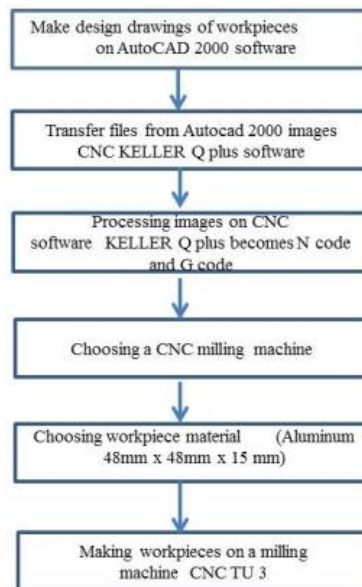 Make design drawings of workpieces
on AutoCAD 2000 software
Transfer files from Autocad 2000 images
CNC KELLER Q plus software
Processing images on CNC
software KELLER Q plus becomes N code
and G code
Choosing a CNC milling machine
Choosing workpiece material (Aluminum
48mm x 48mm x 15 mm)
Making workpieces on a milling
machine CNC TU 3